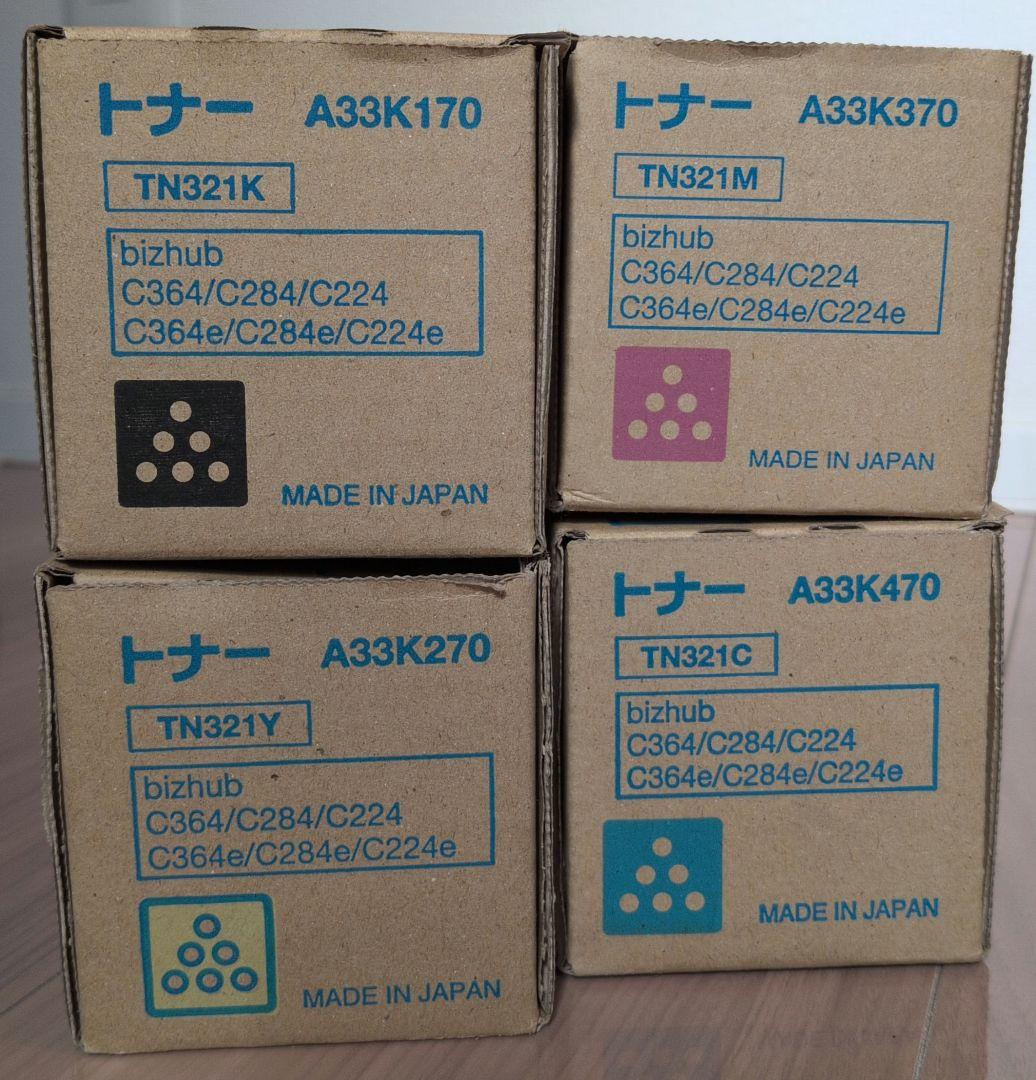 トナー A33K170
TN321K
bizhub
C364/C284/C224
C364e/C284e/C224e
MADE IN JAPAN
トナー A33K370
TN321M
bizhub
C364/C284/C224
C364e/C284e/C224e
MADE IN JAPAN
トナー A33K270
TN321Y
bizhub
C364/C284/C224
C364e/C284e/C224e
MADE IN JAPAN
トナー A33K470
TN321C
bizhub
C364/C284/C224
C364e/C284e/C224e
MADE IN JAPAN